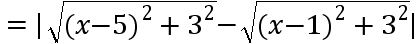 = |√((x−5)² + 3²)−√((x−1)² + 3²)|